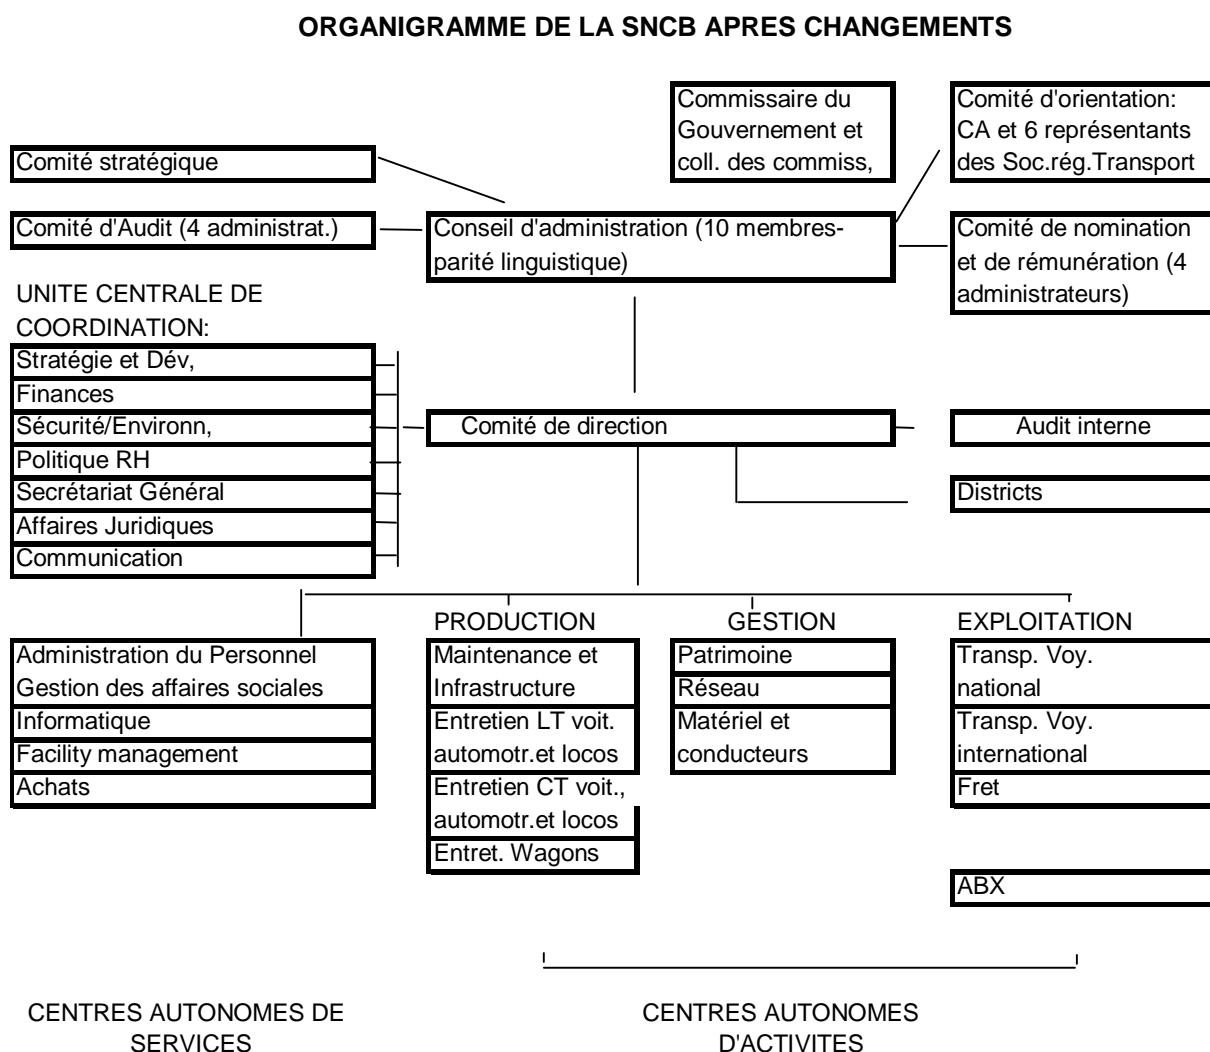 ORGANIGRAMME DE LA SNCB APRES CHANGEMENTS
Commissaire du
Gouvernement et
coll. des commiss,
Comité d'orientation:
CA et 6 représentants
des Soc.rég.Transport
Comité stratégique
Comité d'Audit (4 administrat.)
Conseil d'administration (10 membres-
parité linguistique)
Comité de nomination
et de rémunération (4
administrateurs)
UNITE CENTRALE DE
COORDINATION:
Stratégie et Dév,
Finances
Sécurité/Environn,
Politique RH
Secrétariat Général
Affaires Juridiques
Communication
Comité de direction
Audit interne
Districts
Administration du Personnel
Gestion des affaires sociales
Informatique
Facility management
Achats
PRODUCTION
Maintenance et
Infrastructure
Entretien LT voit.
automotr.et locos
Entretien CT voit.,
automotr.et locos
Entret. Wagons
GESTION
Patrimoine
Réseau
Matériel et
conducteurs
EXPLOITATION
Transp. Voy.
national
Transp. Voy.
international
Fret
ABX
CENTRES AUTONOMES DE
SERVICES
CENTRES AUTONOMES
D'ACTIVITES